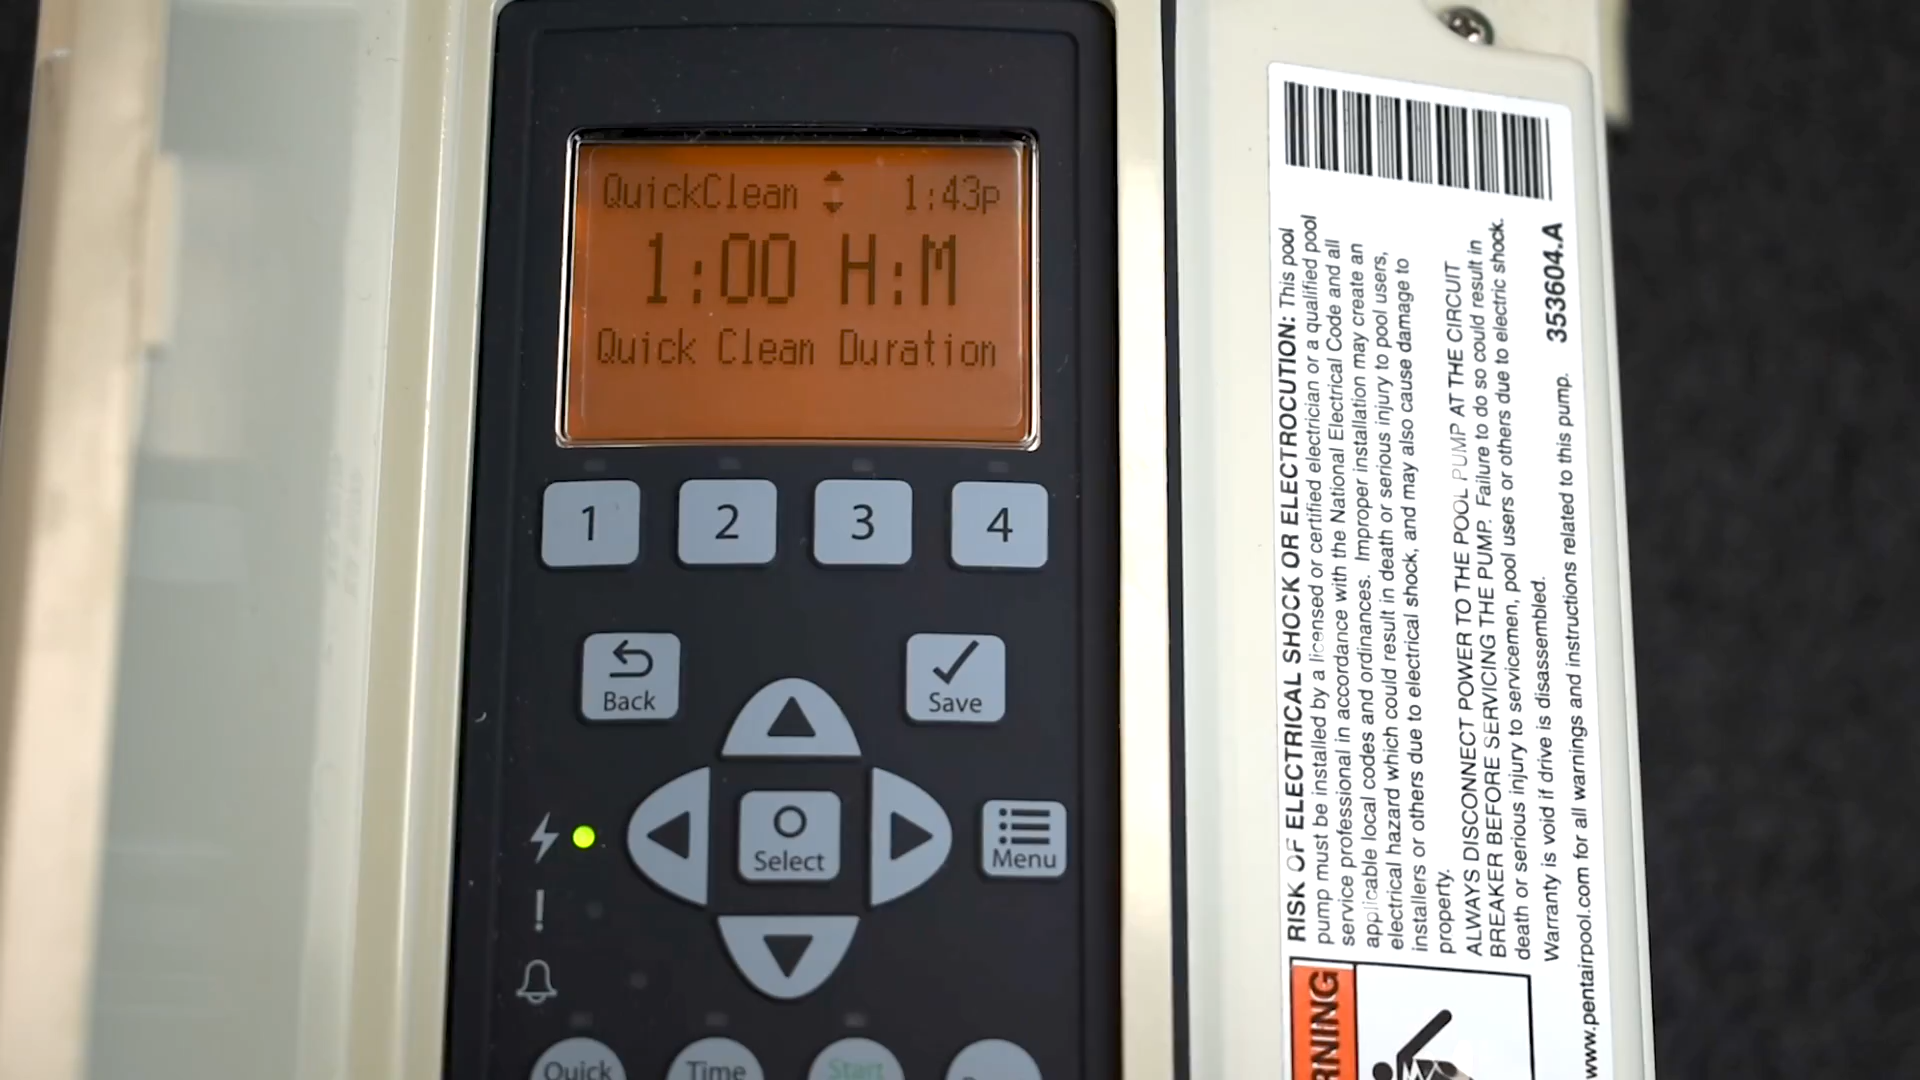 QuickClean 1:43p
1:00 H:M
Quick Clean Duration
1 2 3 4
Back
Save
Select
Menu
Quick
Time
Start
353604.A
RISK OF ELECTRICAL SHOCK OR ELECTROCUTION: This pool
pump must be installed by a licensed or certified electrician or a qualified pool
service professional in accordance with the National Electrical Code and all
applicable local codes and ordinances. Improper installation may create an
electrical hazard which could result in death or serious injury to pool users,
installers or others due to electrical shock, and may also cause damage to
property.
ALWAYS DISCONNECT POWER TO THE POOL PUMP AT THE CIRCUIT
BREAKER BEFORE SERVICING THE PUMP. Failure to do so could result in
death or serious injury to servicemen, pool users or others due to electric shock.
Warranty is void if drive is disassembled.
www.pentairpool.com for all warnings and instructions related to this pump.
RNING